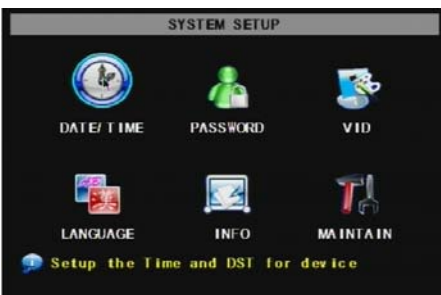 SYSTEM SETUP
DATE/TIME PASSWORD VID
LANGUAGE INFO MAINTAIN
Setup the Time and DST for device